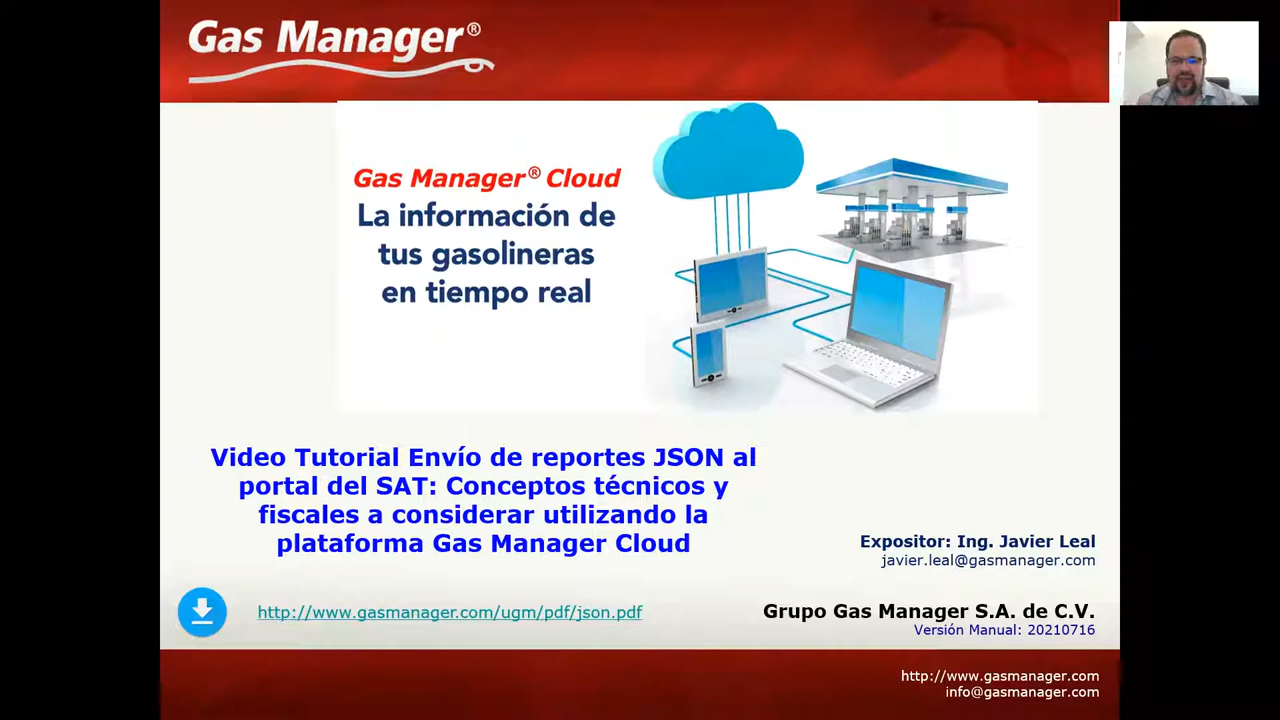 Gas Manager®
Gas Manager® Cloud
La información de
tus gasolineras
en tiempo real
Video Tutorial Envío de reportes JSON al
portal del SAT: Conceptos técnicos y
fiscales a considerar utilizando la
plataforma Gas Manager Cloud
Expositor: Ing. Javier Leal
javier.leal@gasmanager.com
http://www.gasmanager.com/ugm/pdf/json.pdf
Grupo Gas Manager S.A. de C.V.
Versión Manual: 20210716
http://www.gasmanager.com
info@gasmanager.com